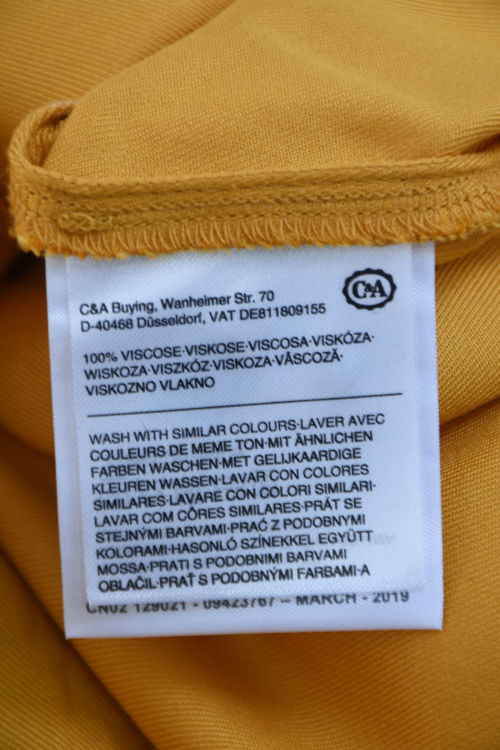 C&A
C&A Buying, Wanheimer Str. 70
D-40468 Düsseldorf, VAT DE811809155
100% VISCOSE·VISKOSE·VISCOSA·VISKÓZA·
WISKOZA·VISZKÓZ·VISKOZA·VÂSCOZĂ·
VISKOZNO VLAKNO
WASH WITH SIMILAR COLOURS·LAVER AVEC
COULEURS DE MEME TON·MIT ÄHNLICHEN
FARBEN WASCHEN·MET GELIJKAARDIGE
KLEUREN WASSEN·LAVAR CON COLORES
SIMILARES·LAVARE CON COLORI SIMILARI·
LAVAR COM CÔRES SIMILARES·PRÁT SE
STEJNÝMI BARVAMI·PRAĆ Z PODOBNYMI
KOLORAMI·HASONLÓ SZÍNEKKEL EGYÜTT
MOSSA·PRATI S PODOBNIMI BARVAMI
OBLAČIL·PRAŤ S PODOBNÝMI FARBAMI·A
CN02 129021 - 09423767 – MARCH - 2019